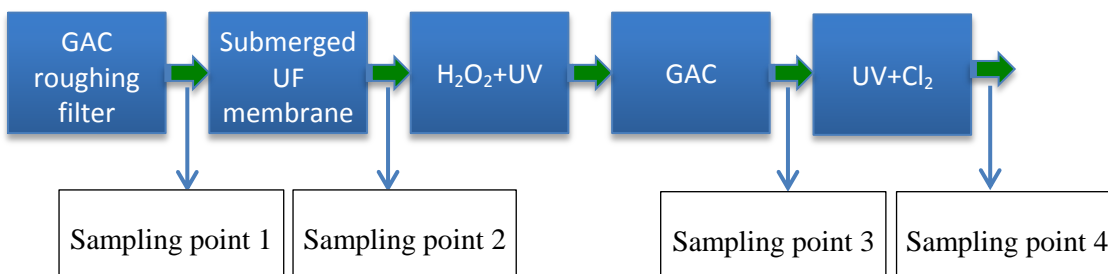 GAC
roughing
filter
Submerged
UF
membrane
H₂O₂+UV
GAC
UV+Cl₂
Sampling point 1
Sampling point 2
Sampling point 3
Sampling point 4